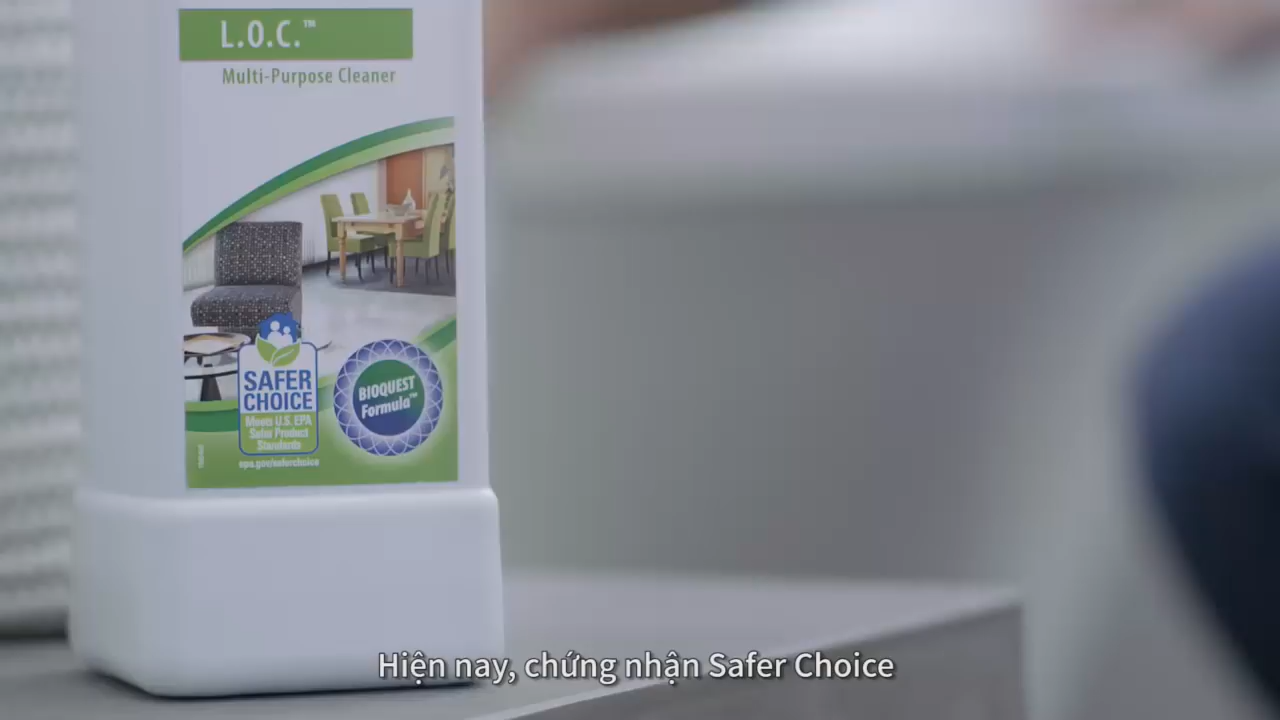 L.O.C.™
Multi-Purpose Cleaner
SAFER
CHOICE
Meets U.S. EPA
Safer Product
Standards
epa.gov/saferchoice
BIOQUEST
Formula™
Hiện nay, chứng nhận Safer Choice